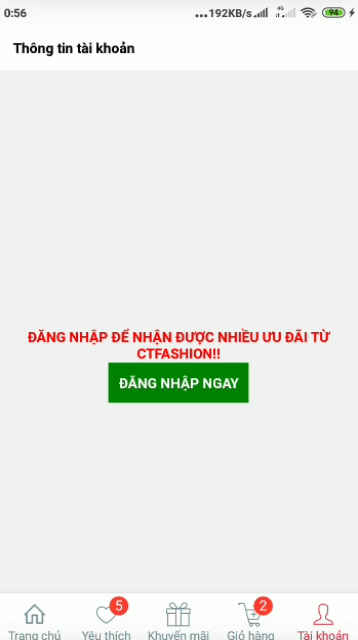 0:56 ...192KB/s 4G 94
Thông tin tài khoản
ĐĂNG NHẬP ĐỂ NHẬN ĐƯỢC NHIỀU ƯU ĐÃI TỪ
CTFASHION!!
ĐĂNG NHẬP NGAY
5 2
Trang chủ Yêu thích Khuyến mãi Giỏ hàng Tài khoản